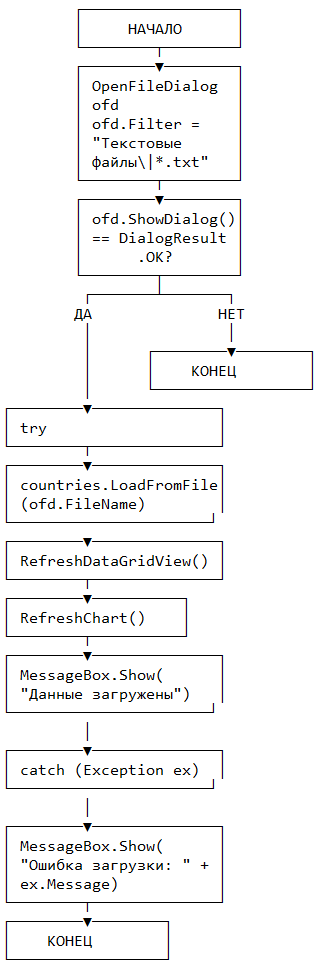 НАЧАЛО
OpenFileDialog
ofd
ofd.Filter =
"Текстовые
файлы\|*.txt"
ofd.ShowDialog()
== DialogResult
.OK?
ДА
НЕТ
КОНЕЦ
try
countries.LoadFromFile
(ofd.FileName)
RefreshDataGridView()
RefreshChart()
MessageBox.Show(
"Данные загружены")
catch (Exception ex)
MessageBox.Show(
"Ошибка загрузки: " +
ex.Message)
КОНЕЦ